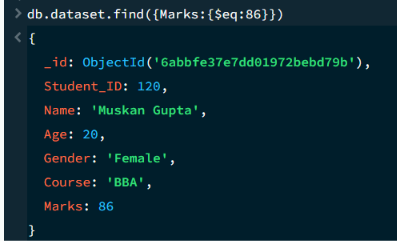 > db.dataset.find({Marks:{$eq:86}})
< {
_id: ObjectId('6abbfe37e7dd01972bebd79b'),
Student_ID: 120,
Name: 'Muskan Gupta',
Age: 20,
Gender: 'Female',
Course: 'BBA',
Marks: 86
}